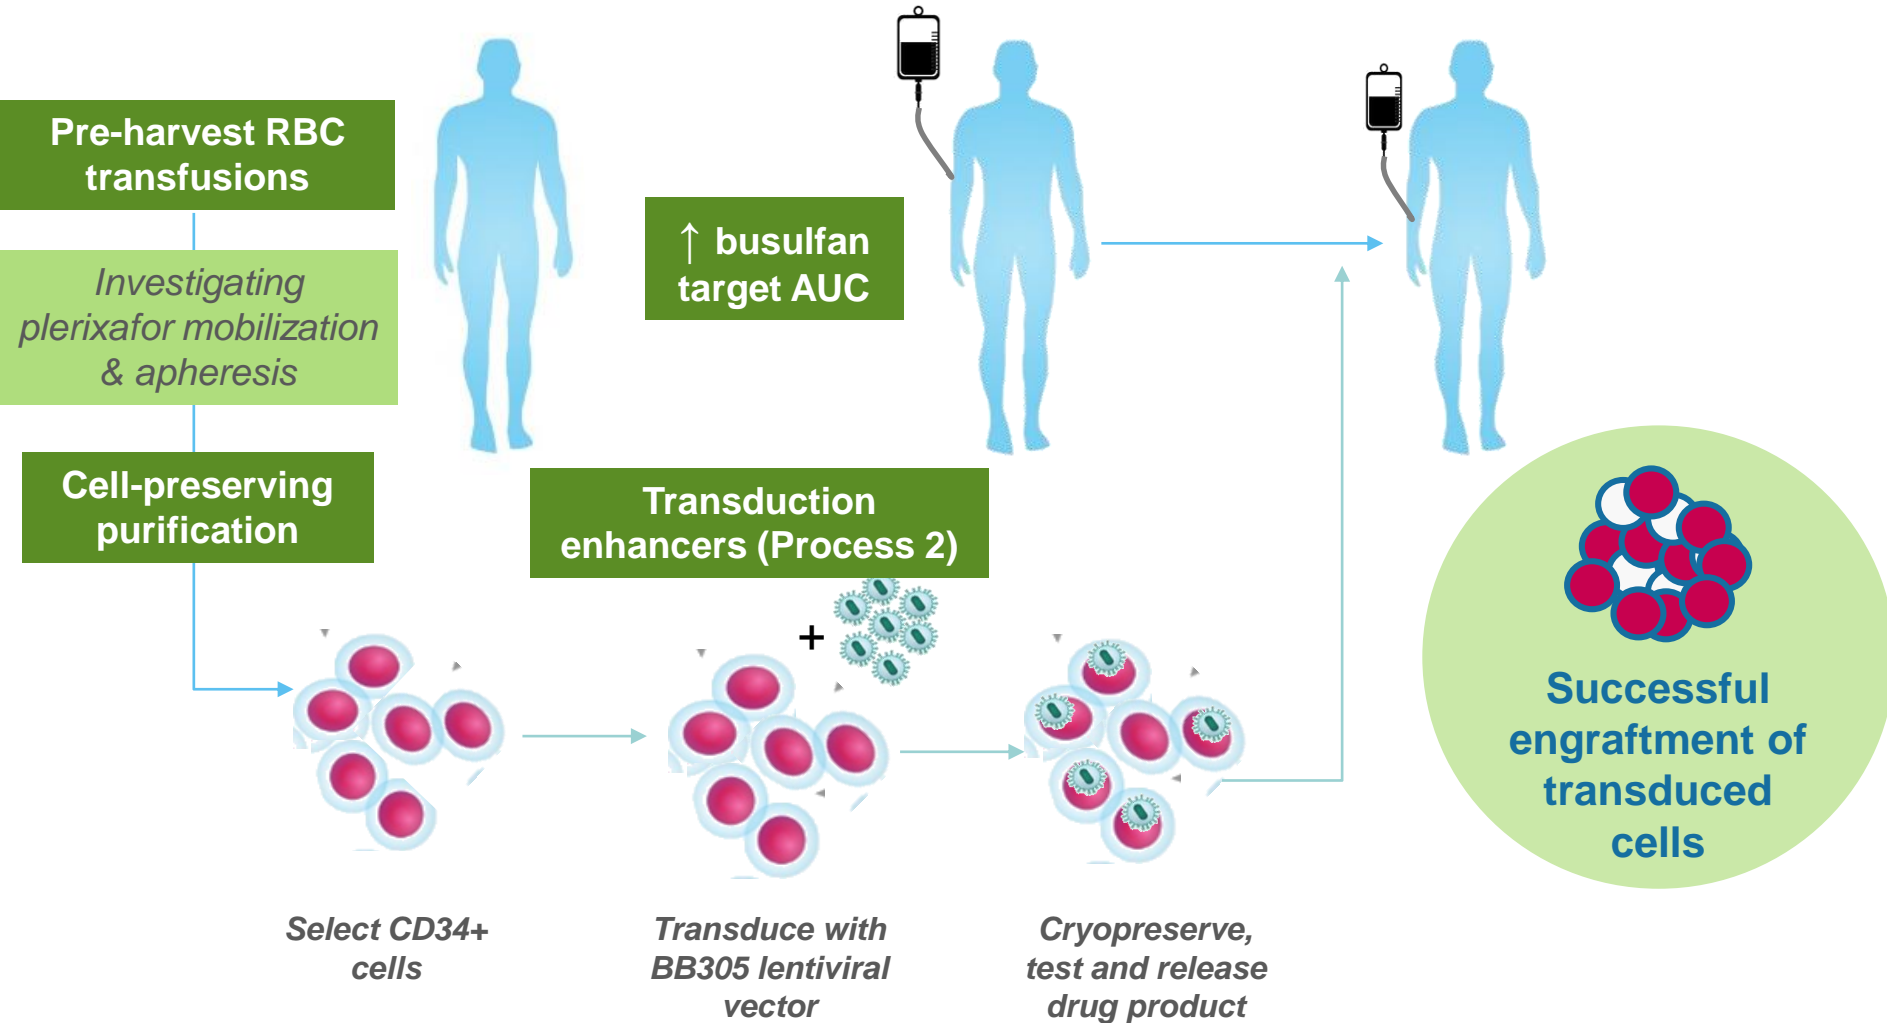 Pre-harvest RBC
transfusions
Investigating
plerixafor mobilization
& apheresis
Cell-preserving
purification
↑ busulfan
target AUC
Transduction
enhancers (Process 2)
+
Select CD34+
cells
Transduce with
BB305 lentiviral
vector
Cryopreserve,
test and release
drug product
Successful
engraftment of
transduced
cells